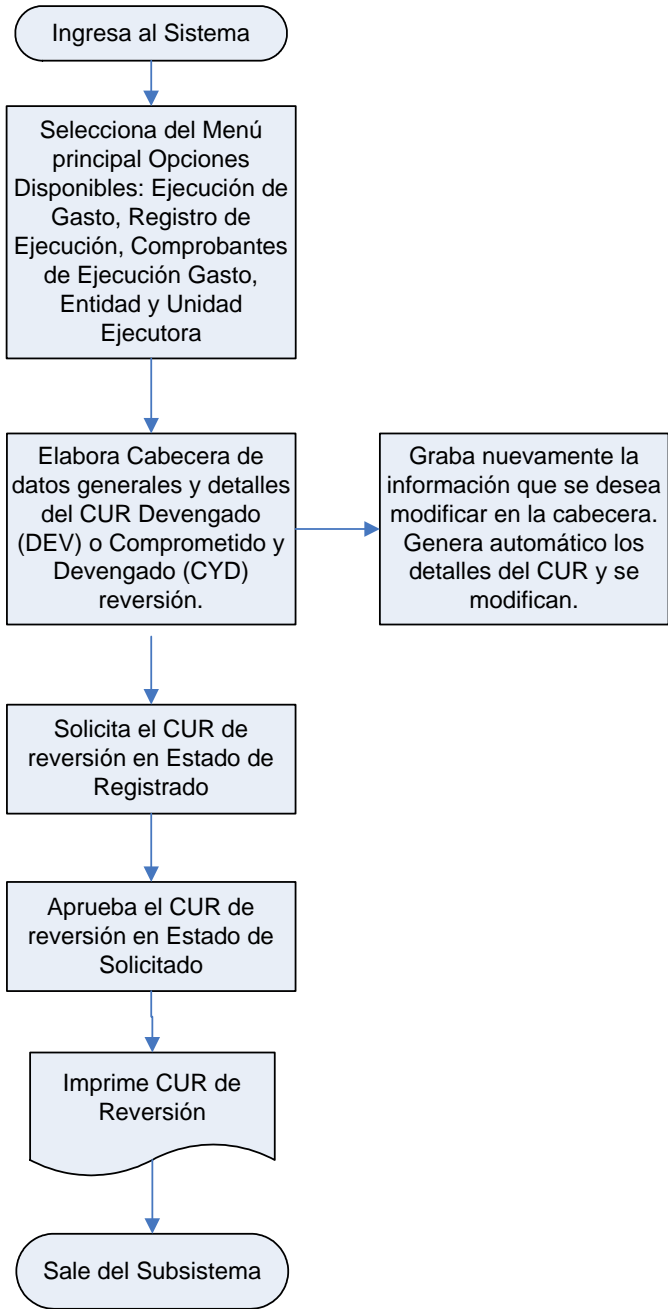 Ingresa al Sistema
Selecciona del Menú
principal Opciones
Disponibles: Ejecución de
Gasto, Registro de
Ejecución, Comprobantes
de Ejecución Gasto,
Entidad y Unidad
Ejecutora
Elabora Cabecera de
datos generales y detalles
del CUR Devengado
(DEV) o Comprometido y
Devengado (CYD)
reversión.
Graba nuevamente la
información que se desea
modificar en la cabecera.
Genera automático los
detalles del CUR y se
modifican.
Solicita el CUR de
reversión en Estado de
Registrado
Aprueba el CUR de
reversión en Estado de
Solicitado
Imprime CUR de
Reversión
Sale del Subsistema